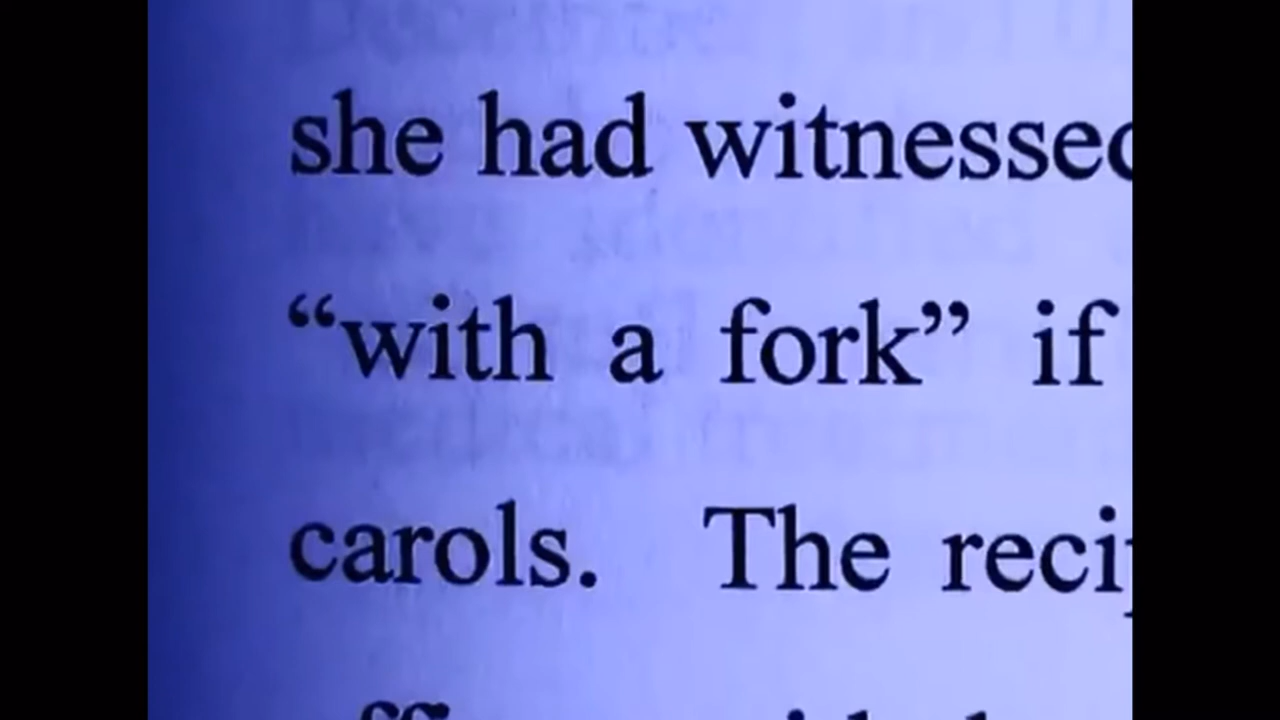 she had witnessed
“with a fork” if
carols. The reci